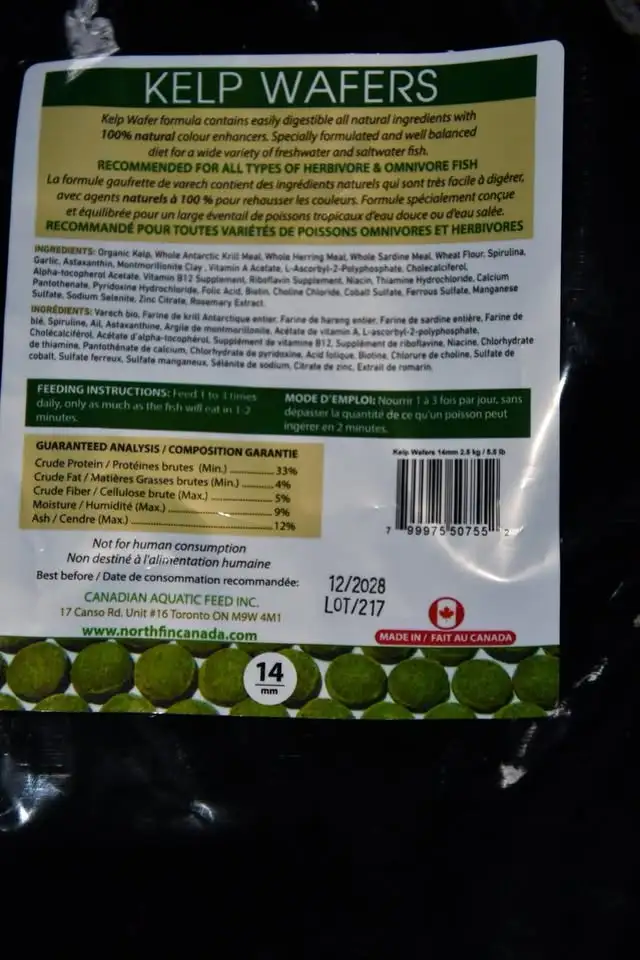 KELP WAFERS
Kelp Wafer formula contains easily digestible all natural ingredients with
100% natural colour enhancers. Specially formulated and well balanced
diet for a wide variety of freshwater and saltwater fish.
RECOMMENDED FOR ALL TYPES OF HERBIVORE & OMNIVORE FISH
La formule gaufrette de varech contient des ingrédients naturels qui sont très facile à digérer,
avec agents naturels à 100 % pour rehausser les couleurs. Formule spécialement conçue
et équilibrée pour un large éventail de poissons tropicaux d'eau douce ou d'eau salée.
RECOMMANDÉ POUR TOUTES VARIÉTÉS DE POISSONS OMNIVORES ET HERBIVORES
INGREDIENTS: Organic Kelp, Whole Antarctic Krill Meal, Whole Herring Meal, Whole Sardine Meal, Wheat Flour, Spirulina,
Garlic, Astaxanthin, Montmorillonite Clay, Vitamin A Acetate, L-Ascorbyl-2-Polyphosphate, Cholecalciferol,
Alpha-tocopherol Acetate, Vitamin B12 Supplement, Riboflavin Supplement, Niacin, Thiamine Hydrochloride, Calcium
Pantothenate, Pyridoxine Hydrochloride, Folic Acid, Biotin, Choline Chloride, Cobalt Sulfate, Ferrous Sulfate, Manganese
Sulfate, Sodium Selenite, Zinc Citrate, Rosemary Extract.
INGRÉDIENTS: Varech bio, Farine de krill Antarctique entier, Farine de hareng entier, Farine de sardine entière, Farine de
blé, Spiruline, Ail, Astaxanthine, Argile de montmorillonite, Acétate de vitamin A, L-ascorbyl-2-polyphosphate,
Cholécalciférol, Acétate d'alpha-tocophérol, Supplément de vitamine B12, Supplément de riboflavine, Niacine, Chlorhydrate
de thiamine, Pantothénate de calcium, Chlorhydrate de pyridoxine, Acid folique, Biotine, Chlorure de choline, Sulfate de
cobalt, Sulfate ferreux, Sulfate manganeux, Sélénite de sodium, Citrate de zinc, Extrait de romarin.
FEEDING INSTRUCTIONS: Feed 1 to 3 times
daily, only as much as the fish will eat in 1-2
minutes.
MODE D'EMPLOI: Nourrir 1 à 3 fois par jour, sans
dépasser la quantité de ce qu'un poisson peut
ingérer en 2 minutes.
GUARANTEED ANALYSIS / COMPOSITION GARANTIE
Crude Protein / Protéines brutes (Min.) 33%
Crude Fat / Matières Grasses brutes (Min.) 4%
Crude Fiber / Cellulose brute (Max.) 5%
Moisture / Humidité (Max.) 9%
Ash / Cendre (Max.) 12%
Kelp Wafers 14mm 2.5 kg / 5.5 lb
7 99975 50755 2
Not for human consumption
Non destiné à l'alimentation humaine
Best before / Date de consommation recommandée:
12/2028
LOT/217
CANADIAN AQUATIC FEED INC.
17 Canso Rd. Unit #16 Toronto ON M9W 4M1
www.northfincanada.com
MADE IN / FAIT AU CANADA
14
mm